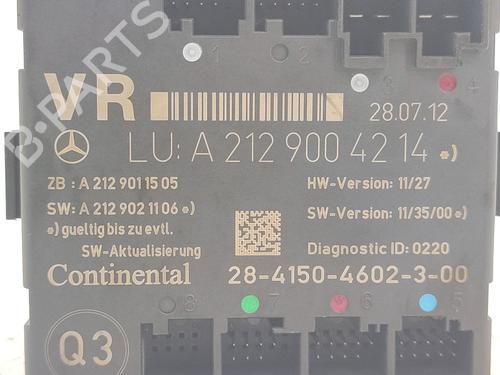 1 2 3 4
VR
28.07.12
LU: A 212 900 42 14 *)
ZB : A 212 901 15 05
HW-Version: 11/27
SW: A 212 902 11 06 *)
SW-Version: 11/35/00 *)
*) gueltig bis zu evtl.
SW-Aktualisierung
Diagnostic ID: 0220
Continental
28-4150-4602-3-00
8 7 6 5
Q3
B-PARTS